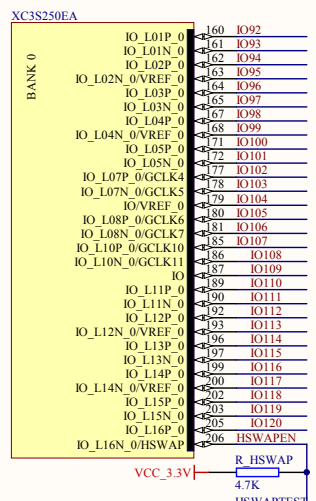 XC3S250EA
BANK 0
IO_L01P_0 160 IO92
IO_L01N_0 61 IO93
IO_L02P_0 62 IO94
IO_L02N_0/VREF_0 63 IO95
IO_L03P_0 64 IO96
IO_L03N_0 65 IO97
IO_L04P_0 67 IO98
IO_L04N_0/VREF_0 68 IO99
IO_L05P_0 71 IO100
IO_L05N_0 72 IO101
IO_L07P_0/GCLK4 77 IO102
IO_L07N_0/GCLK5 78 IO103
IO/VREF_0 79 IO104
IO_L08P_0/GCLK6 80 IO105
IO_L08N_0/GCLK7 81 IO106
IO_L10P_0/GCLK10 85 IO107
IO_L10N_0/GCLK11 86 IO108
IO 87 IO109
IO_L11P_0 89 IO110
IO_L11N_0 90 IO111
IO_L12P_0 92 IO112
IO_L12N_0/VREF_0 93 IO113
IO_L13P_0 96 IO114
IO_L13N_0 97 IO115
IO_L14P_0 99 IO116
IO_L14N_0/VREF_0 200 IO117
IO_L15P_0 202 IO118
IO_L15N_0 203 IO119
IO_L16P_0 205 IO120
IO_L16N_0/HSWAP 206 HSWAPEN
R_HSWAP
VCC_3.3V
4.7K
HSWAPTEST